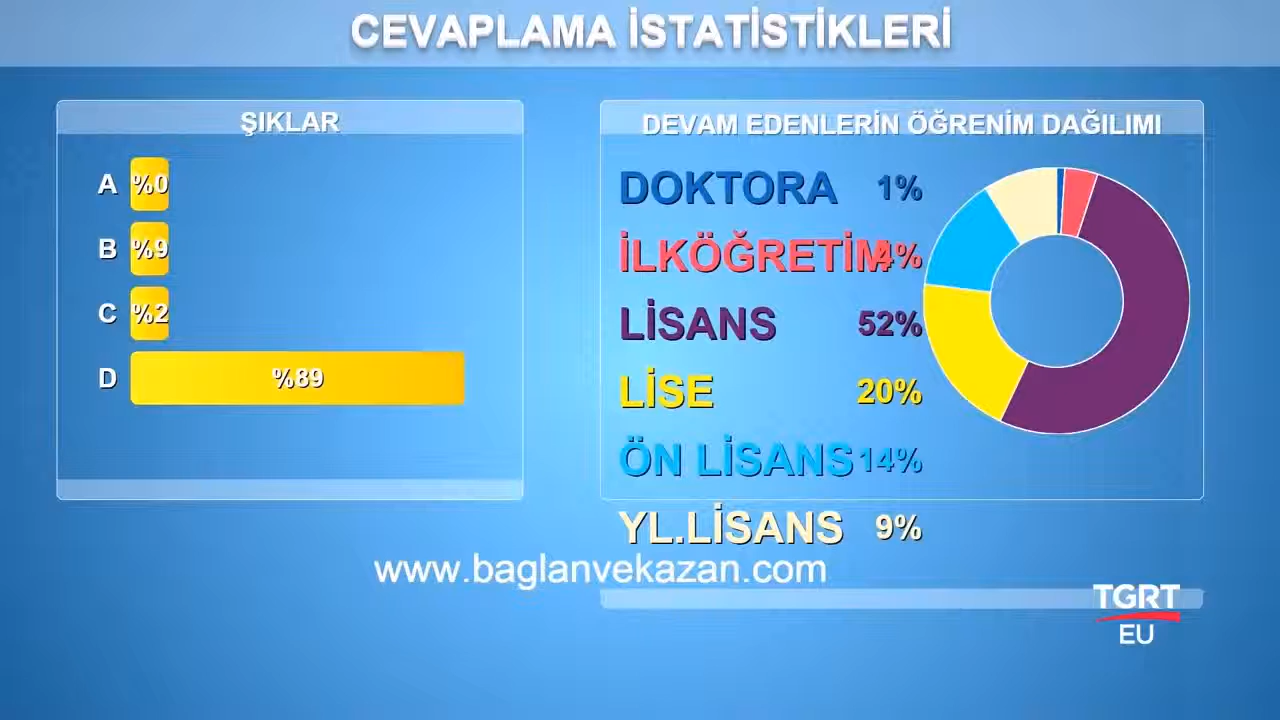 CEVAPLAMA İSTATİSTİKLERİ
ŞIKLAR
A %0
B %9
C %2
D %89
DEVAM EDENLERİN ÖĞRENİM DAĞILIMI
DOKTORA 1%
İLKÖĞRETİM 4%
LİSANS 52%
LİSE 20%
ÖN LİSANS 14%
YL.LİSANS 9%
www.baglanvekazan.com
TGRT
EU